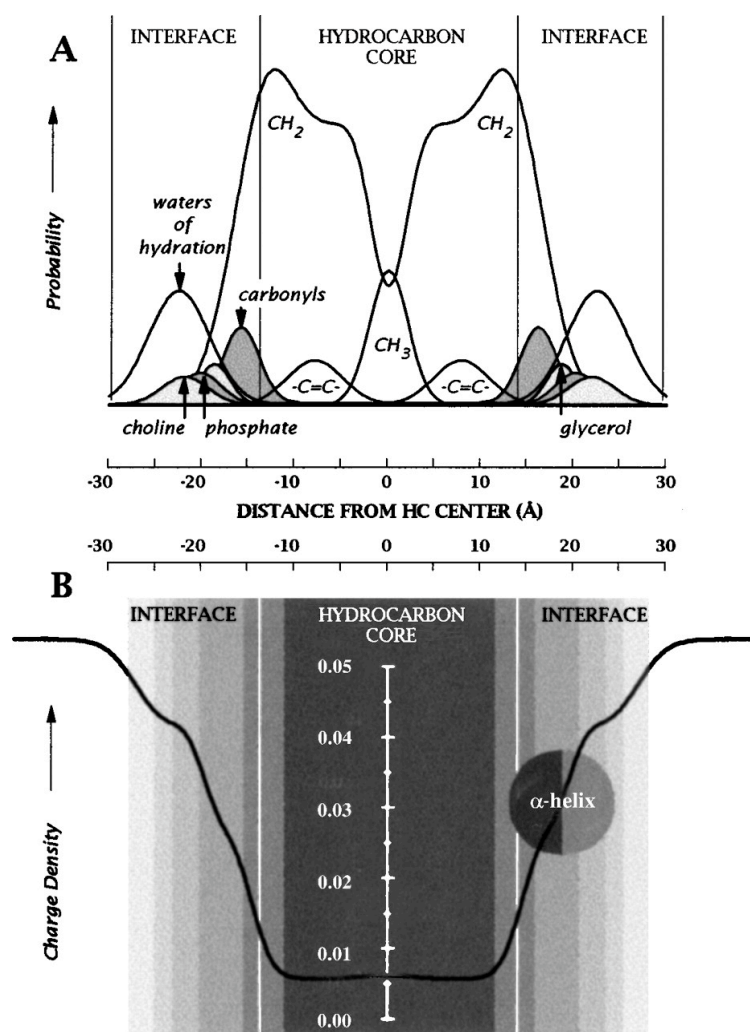 A
INTERFACE
HYDROCARBON
CORE
INTERFACE
Probability
CH2
CH2
waters
of
hydration
carbonyls
CH3
-C=C-
-C=C-
choline
phosphate
glycerol
-30 -20 -10 0 10 20 30
DISTANCE FROM HC CENTER (Å)
-30 -20 -10 0 10 20 30
B
INTERFACE
HYDROCARBON
CORE
INTERFACE
Charge Density
0.05
0.04
0.03
0.02
0.01
0.00
α-helix